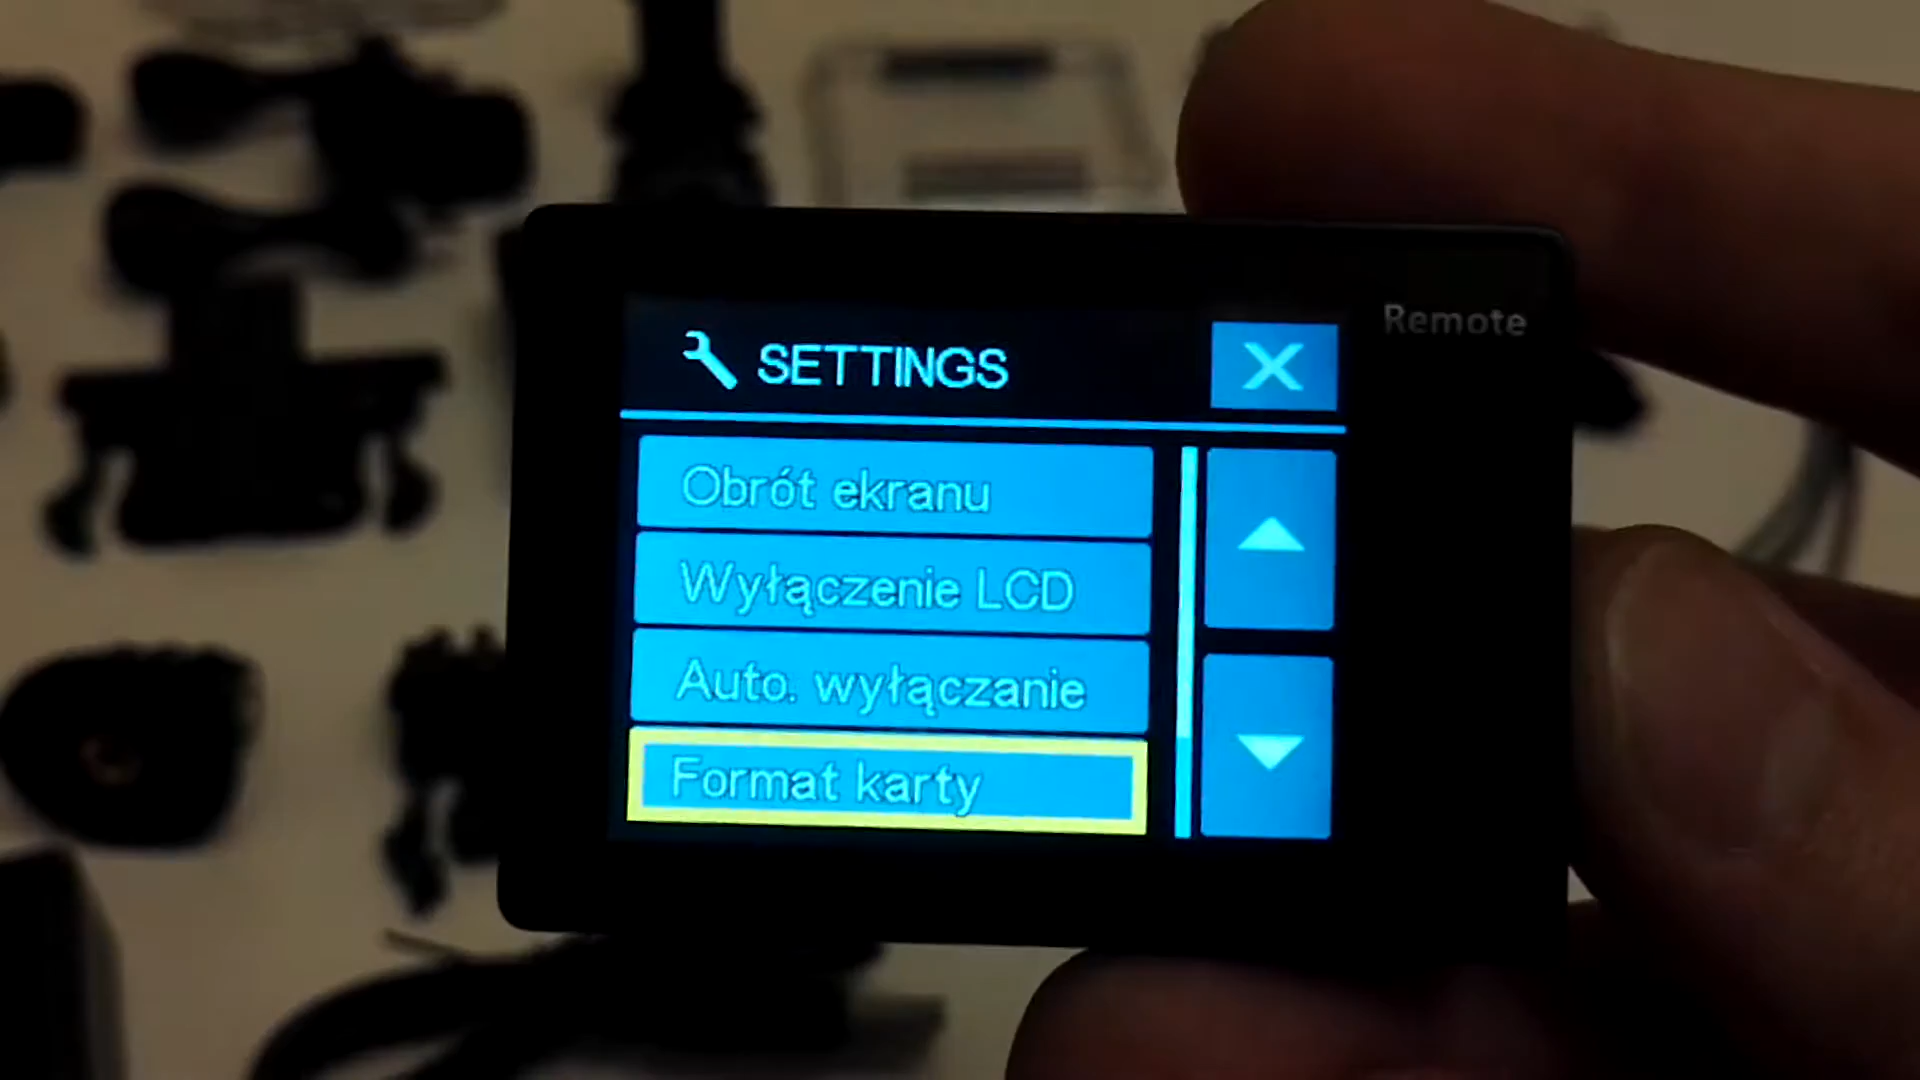 Remote
SETTINGS
Obrót ekranu
Wyłączenie LCD
Auto. wyłączanie
Format karty